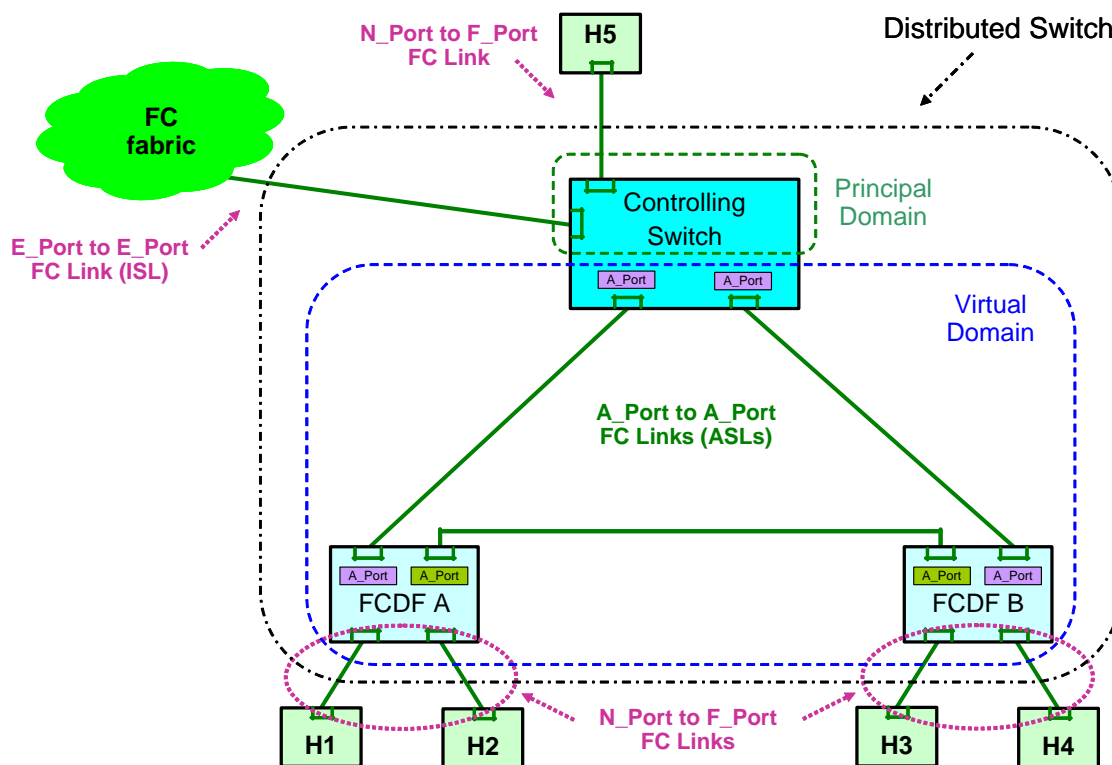 N_Port to F_Port
FC Link
H5
Distributed Switch
FC
fabric
Controlling
Switch
Principal
Domain
E_Port to E_Port
FC Link (ISL)
A_Port
A_Port
Virtual
Domain
A_Port to A_Port
FC Links (ASLs)
A_Port
A_Port
FCDF A
A_Port
A_Port
FCDF B
N_Port to F_Port
FC Links
H1
H2
H3
H4